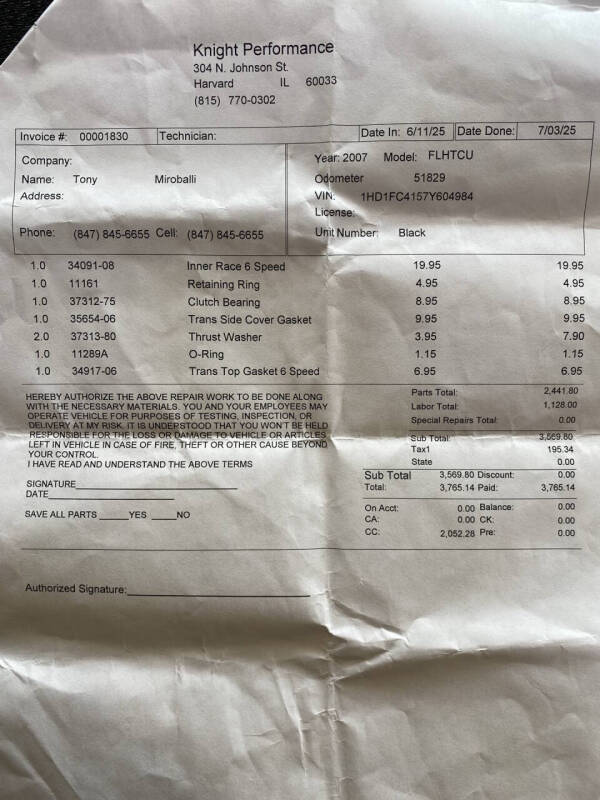 Knight Performance
304 N. Johnson St.
Harvard IL 60033
(815) 770-0302
Invoice #: 00001830 Technician: Date In: 6/11/25 Date Done: 7/03/25
Company: Year: 2007 Model: FLHTCU
Name: Tony Miroballi Odometer 51829
Address: VIN: 1HD1FC4157Y604984
License:
Phone: (847) 845-6655 Cell: (847) 845-6655 Unit Number: Black
1.0 34091-08 Inner Race 6 Speed 19.95 19.95
1.0 11161 Retaining Ring 4.95 4.95
1.0 37312-75 Clutch Bearing 8.95 8.95
1.0 35654-06 Trans Side Cover Gasket 9.95 9.95
2.0 37313-80 Thrust Washer 3.95 7.90
1.0 11289A O-Ring 1.15 1.15
1.0 34917-06 Trans Top Gasket 6 Speed 6.95 6.95
HEREBY AUTHORIZE THE ABOVE REPAIR WORK TO BE DONE ALONG
WITH THE NECESSARY MATERIALS. YOU AND YOUR EMPLOYEES MAY
OPERATE VEHICLE FOR PURPOSES OF TESTING, INSPECTION, OR
DELIVERY AT MY RISK. IT IS UNDERSTOOD THAT YOU WON'T BE HELD
RESPONSIBLE FOR THE LOSS OR DAMAGE TO VEHICLE OR ARTICLES
LEFT IN VEHICLE IN CASE OF FIRE, THEFT OR OTHER CAUSE BEYOND
YOUR CONTROL.
I HAVE READ AND UNDERSTAND THE ABOVE TERMS
SIGNATURE
DATE
SAVE ALL PARTS YES NO
Parts Total: 2,441.80
Labor Total: 1,128.00
Special Repairs Total: 0.00
Sub Total 3,569.80
Tax1 195.34
State 0.00
Sub Total 3,569.80 Discount: 0.00
Total: 3,765.14 Paid: 3,765.14
On Acct: 0.00 Balance: 0.00
CA: 0.00 CK: 0.00
CC: 2,052.28 Pre: 0.00
Authorized Signature: